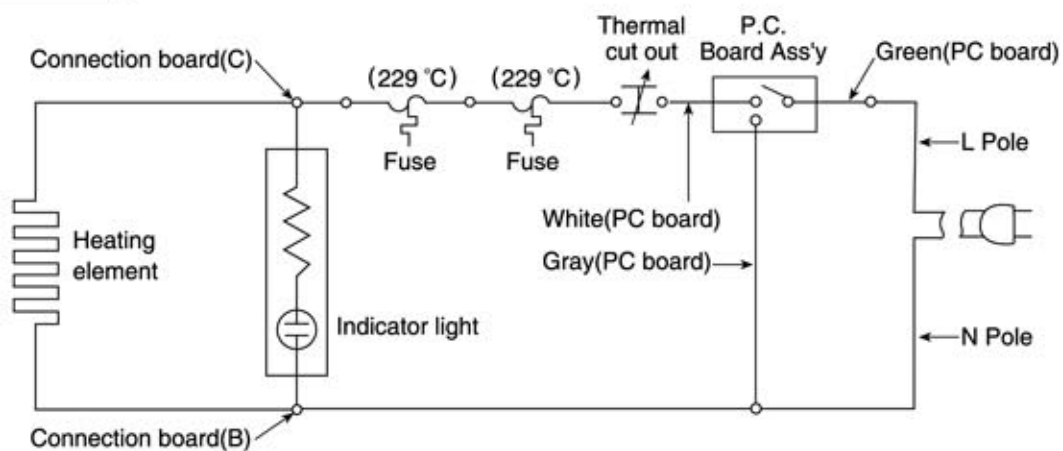 Thermal
cut out
P.C.
Board Ass'y
Green(PC board)
Connection board(C)
(229 °C)
(229 °C)
Fuse
Fuse
L Pole
White(PC board)
Gray(PC board)
Heating
element
Indicator light
N Pole
Connection board(B)